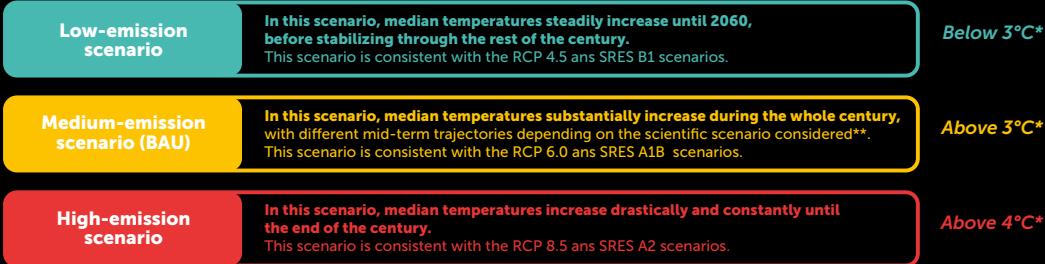 Low-emission
scenario
In this scenario, median temperatures steadily increase until 2060,
before stabilizing through the rest of the century.
This scenario is consistent with the RCP 4.5 ans SRES B1 scenarios.
Below 3°C*
Medium-emission
scenario (BAU)
In this scenario, median temperatures substantially increase during the whole century,
with different mid-term trajectories depending on the scientific scenario considered**.
This scenario is consistent with the RCP 6.0 ans SRES A1B scenarios.
Above 3°C*
High-emission
scenario
In this scenario, median temperatures increase drastically and constantly until
the end of the century.
This scenario is consistent with the RCP 8.5 ans SRES A2 scenarios.
Above 4°C*